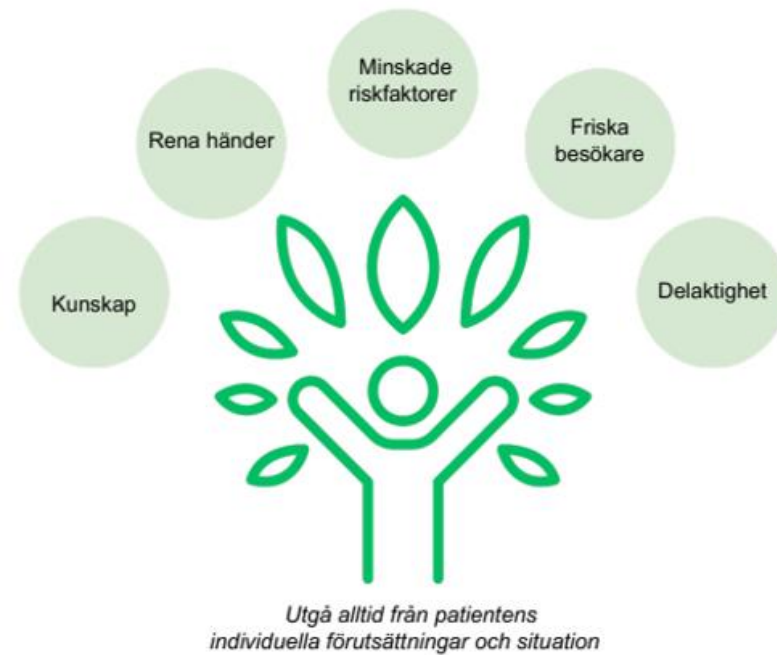 Minskade
riskfaktorer
Rena händer
Friska
besökare
Kunskap
Delaktighet
Utgå alltid från patientens
individuella förutsättningar och situation